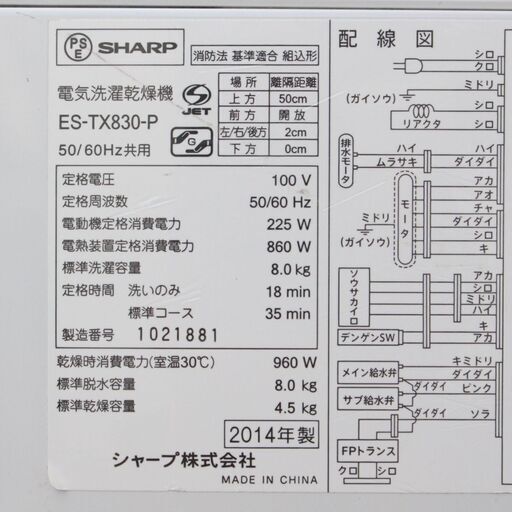 PSE SHARP
消防法 基準適合 組込形
電気洗濯乾燥機
ES-TX830-P
50/60Hz共用
JET
場所 離隔距離
上方 50cm
前方 開放
左/右/後方 2cm
下方 0cm
定格電圧 100 V
定格周波数 50/60 Hz
電動機定格消費電力 225 W
電熱装置定格消費電力 860 W
標準洗濯容量 8.0 kg
定格時間 洗いのみ 18 min
標準コース 35 min
製造番号 1021881
乾燥時消費電力(室温30℃) 960 W
標準脱水容量 8.0 kg
標準乾燥容量 4.5 kg
2014年製
シャープ株式会社
MADE IN CHINA
配線図
シロ
クロ
ミドリ
(ガイソウ)
リアクタ
シロ
シロ
排水モータ
ハイ
ムラサキ
ハイ
ダイダイ
モータ
ミドリ
(ガイソウ)
アカ
アオ
チャ
ダイダイ
シロ
キ
ソウサカイロ
アカ
シロ
ミドリ
ハイ
デンゲンSW
キ
アカ
メイン給水弁
キミドリ
ダイダイ
サブ給水弁
ダイダイ
ピンク
ダイダイ
ソラ
FPトランス
クロ
シロ